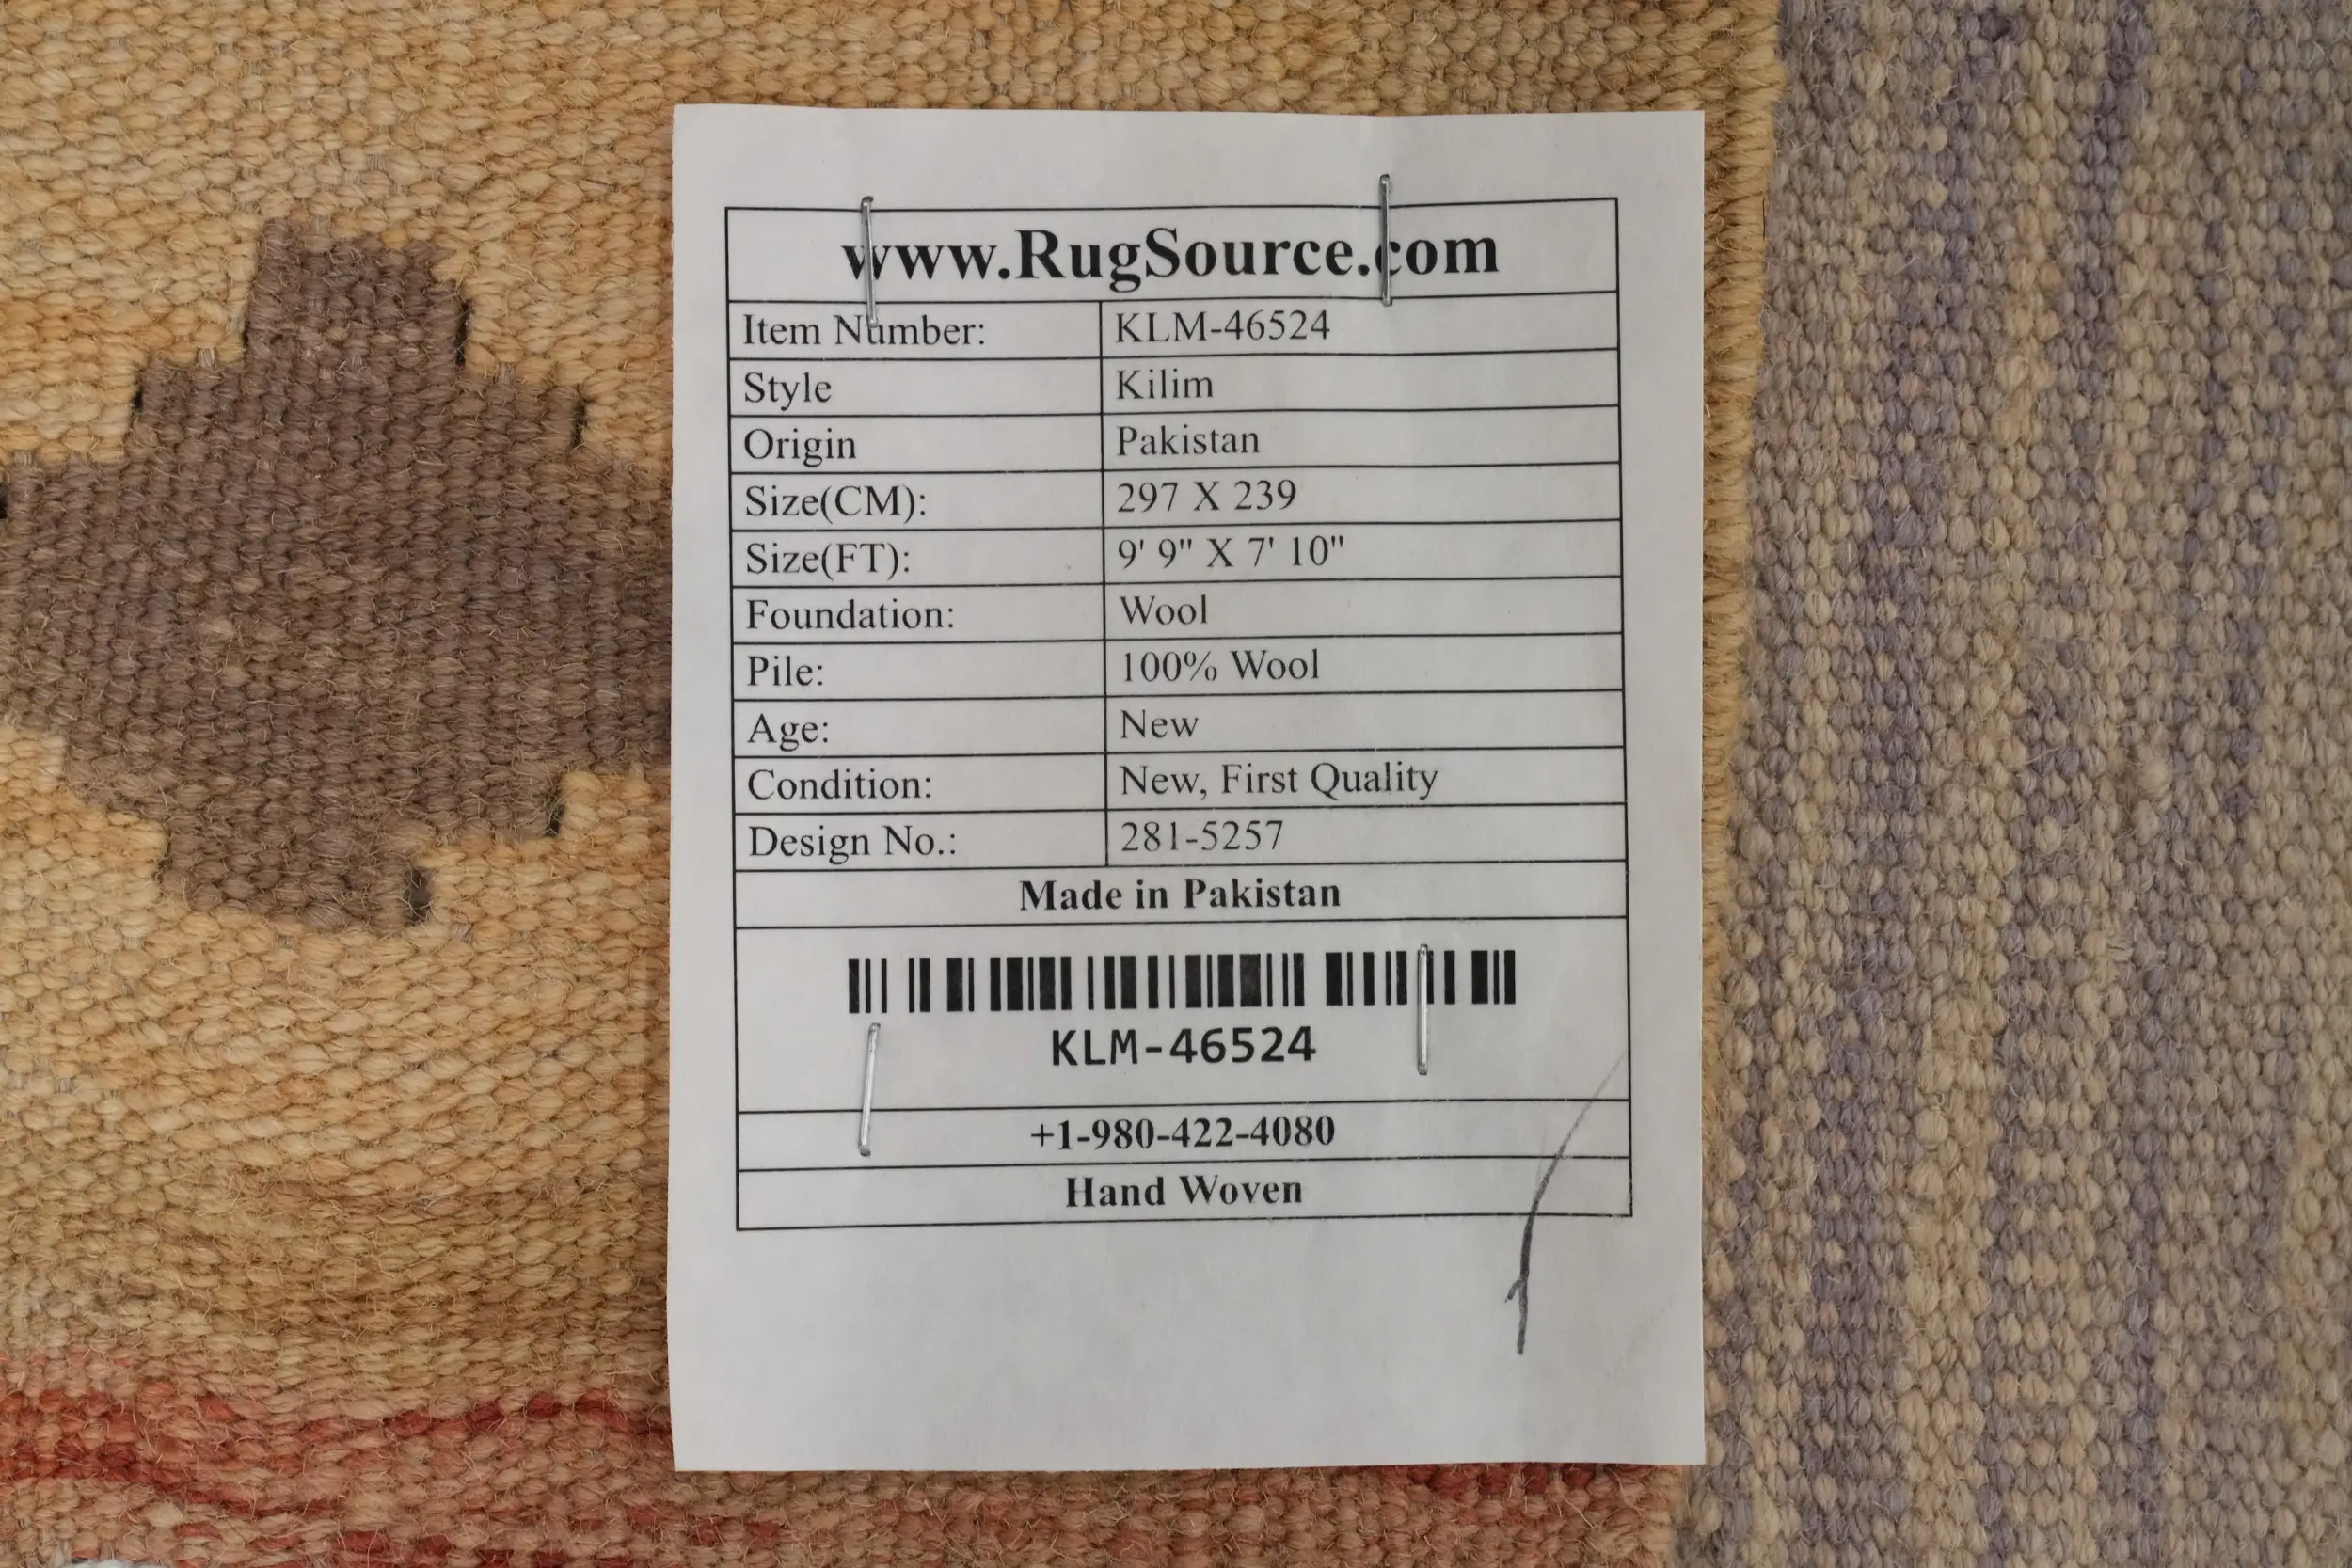 www.RugSource.com
Item Number: KLM-46524
Style Kilim
Origin Pakistan
Size(CM): 297 X 239
Size(FT): 9' 9" X 7' 10"
Foundation: Wool
Pile: 100% Wool
Age: New
Condition: New, First Quality
Design No.: 281-5257
Made in Pakistan
KLM-46524
+1-980-422-4080
Hand Woven